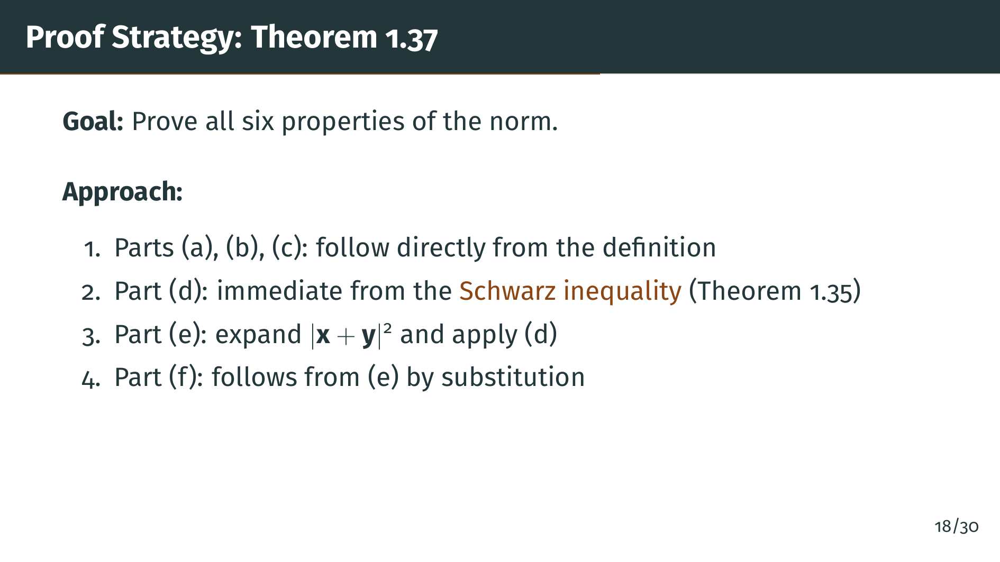 Proof Strategy: Theorem 1.37
Goal: Prove all six properties of the norm.
Approach:
1. Parts (a), (b), (c): follow directly from the definition
2. Part (d): immediate from the Schwarz inequality (Theorem 1.35)
3. Part (e): expand |x + y|² and apply (d)
4. Part (f): follows from (e) by substitution
18/30